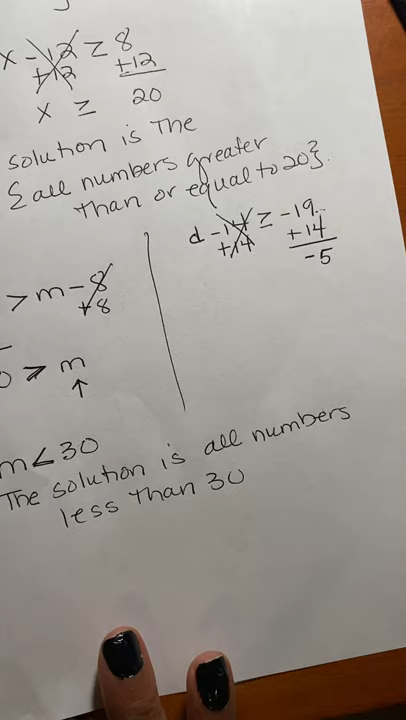 x - 12 ≥ 8
+12 +12
x ≥ 20
solution is The
{all numbers greater
Than or equal to 20}.
d - 14 ≥ -19
+14 +14
-5
> m - 8
+8
0 > m
↑
m < 30
The solution is all numbers
less than 30